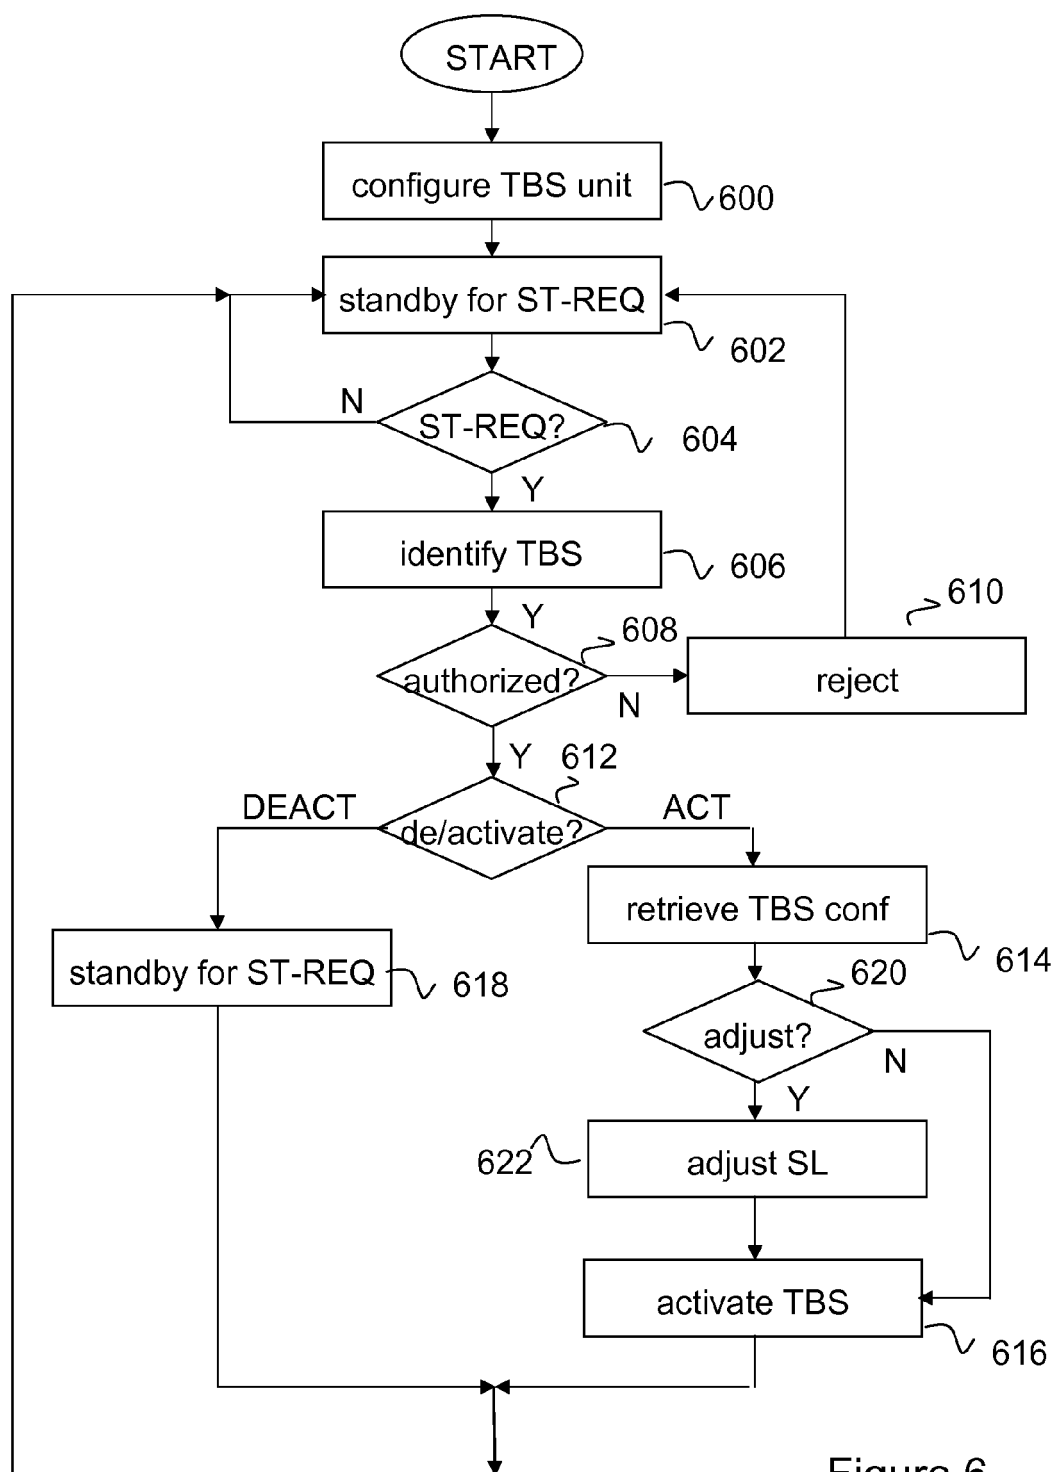 START
configure TBS unit
600
standby for ST-REQ
602
N
ST-REQ?
604
Y
identify TBS
606
Y
608
610
authorized?
N
reject
Y
612
DEACT
de/activate?
ACT
retrieve TBS conf
614
standby for ST-REQ
618
620
adjust?
N
Y
622
adjust SL
activate TBS
616
Figure 6